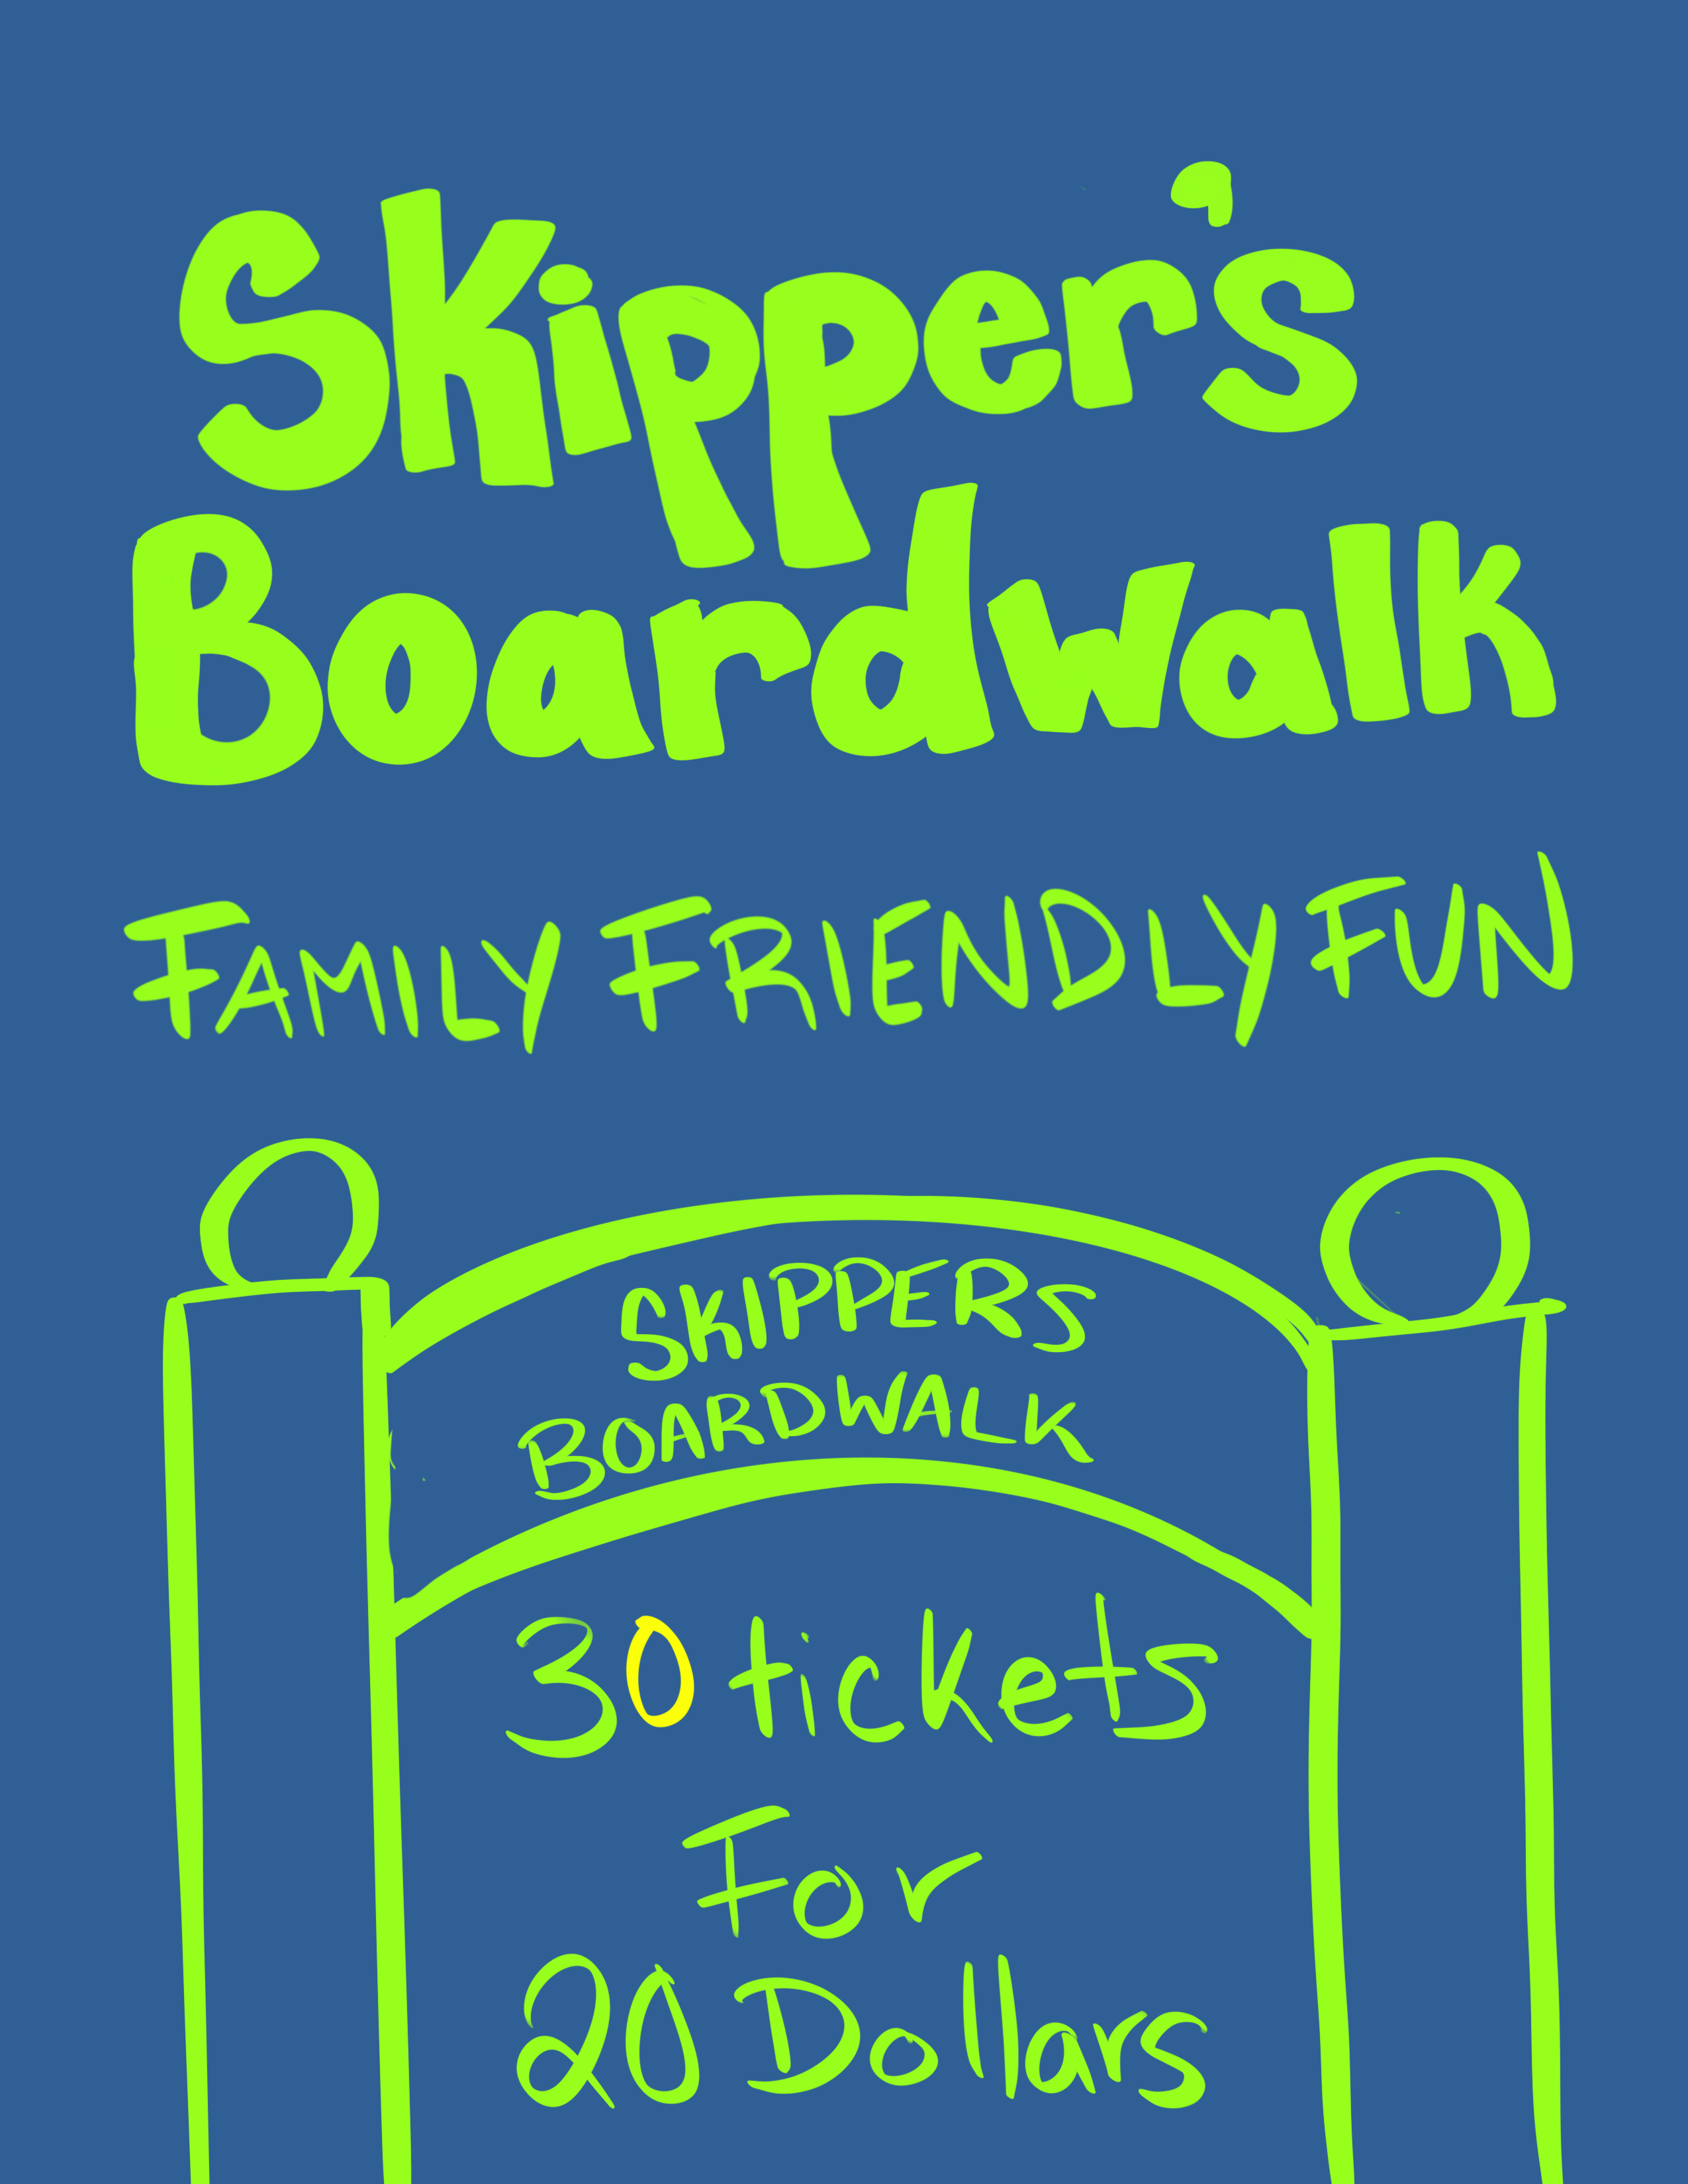 Skipper's
Boardwalk
FAMILY FRIENDLY FUN
SKIPPERS
BOARDWALK
30 tickets
For
20 Dollars